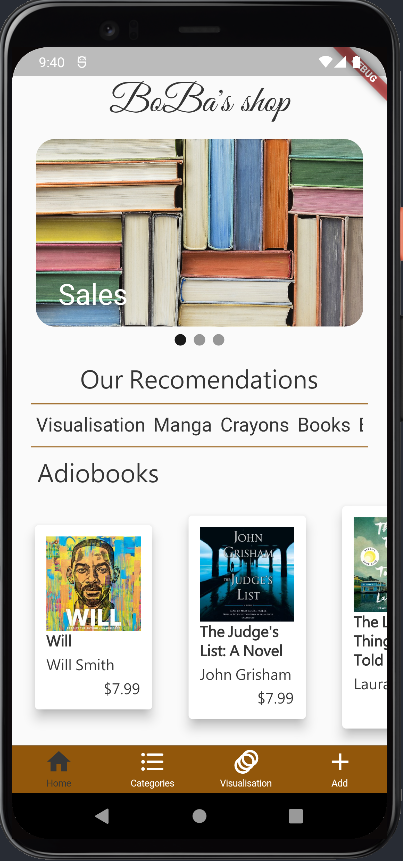 9:40
BUG
BoBa's shop
Sales
Our Recomendations
Visualisation Manga Crayons Books
Adiobooks
WILL
Will
Will Smith
$7.99
JOHN
GRISHAM
THE JUDGE'S
LIST
The Judge's
List: A Novel
John Grisham
$7.99
The L
Thing
Told
Laura
Home
Categories
Visualisation
Add